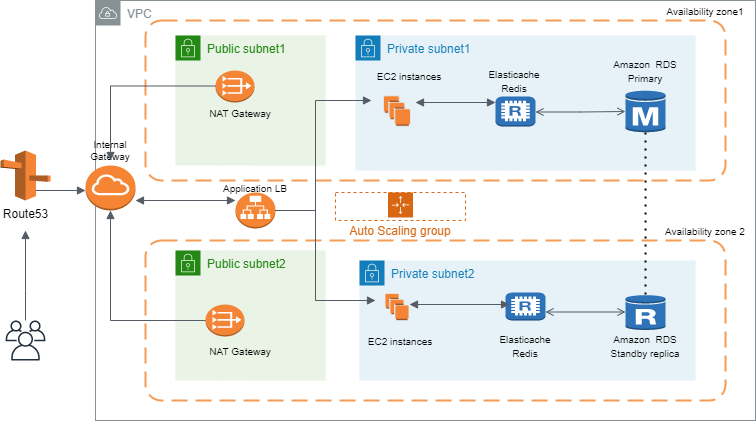 VPC
Availability zone1
Public subnet1
Private subnet1
Amazon RDS
Primary
EC2 instances
Elasticache
Redis
NAT Gateway
Internal
Gateway
Application LB
Route53
Auto Scaling group
Availability zone 2
Public subnet2
Private subnet2
NAT Gateway
EC2 instances
Elasticache
Redis
Amazon RDS
Standby replica
R
M
R
R